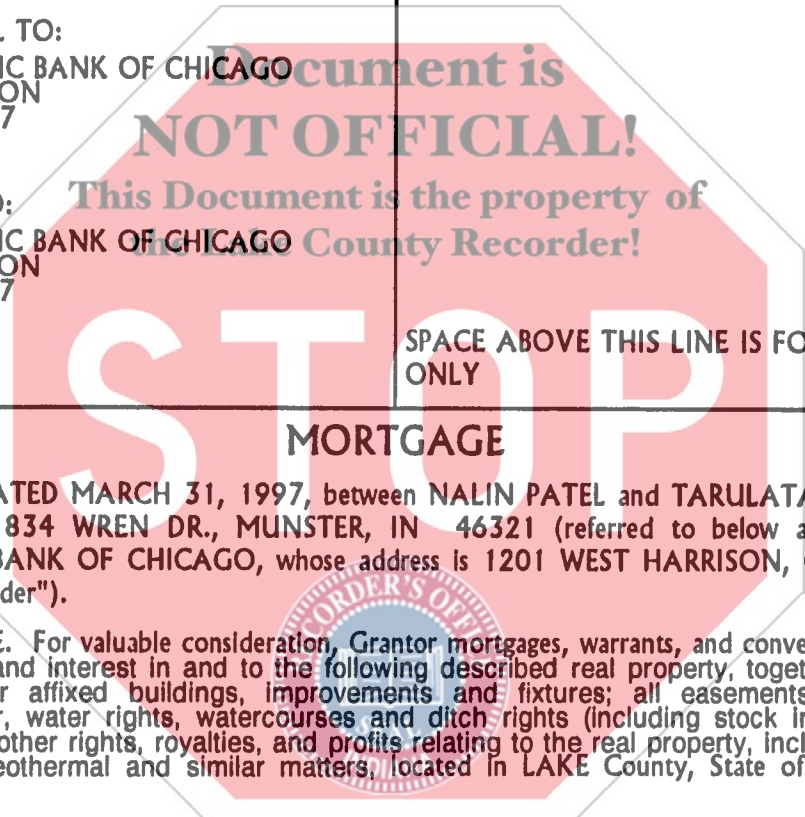 L TO:
IC BANK OF CHICAGO
ON
7
Document is
NOT OFFICIAL!
This Document is the property of
the Lake County Recorder!
O:
IC BANK OF CHICAGO
ON
7
STOP
SPACE ABOVE THIS LINE IS FO
ONLY
MORTGAGE
ATED MARCH 31, 1997, between NALIN PATEL and TARULATA
834 WREN DR., MUNSTER, IN 46321 (referred to below a
BANK OF CHICAGO, whose address is 1201 WEST HARRISON,
der").
E. For valuable consideration, Grantor mortgages, warrants, and conve
and interest in and to the following described real property, toget
r affixed buildings, improvements and fixtures; all easements
, water rights, watercourses and ditch rights (including stock in
other rights, royalties, and profits relating to the real property, incl
eothermal and similar matters, located in LAKE County, State of
RECORDER'S OFFI